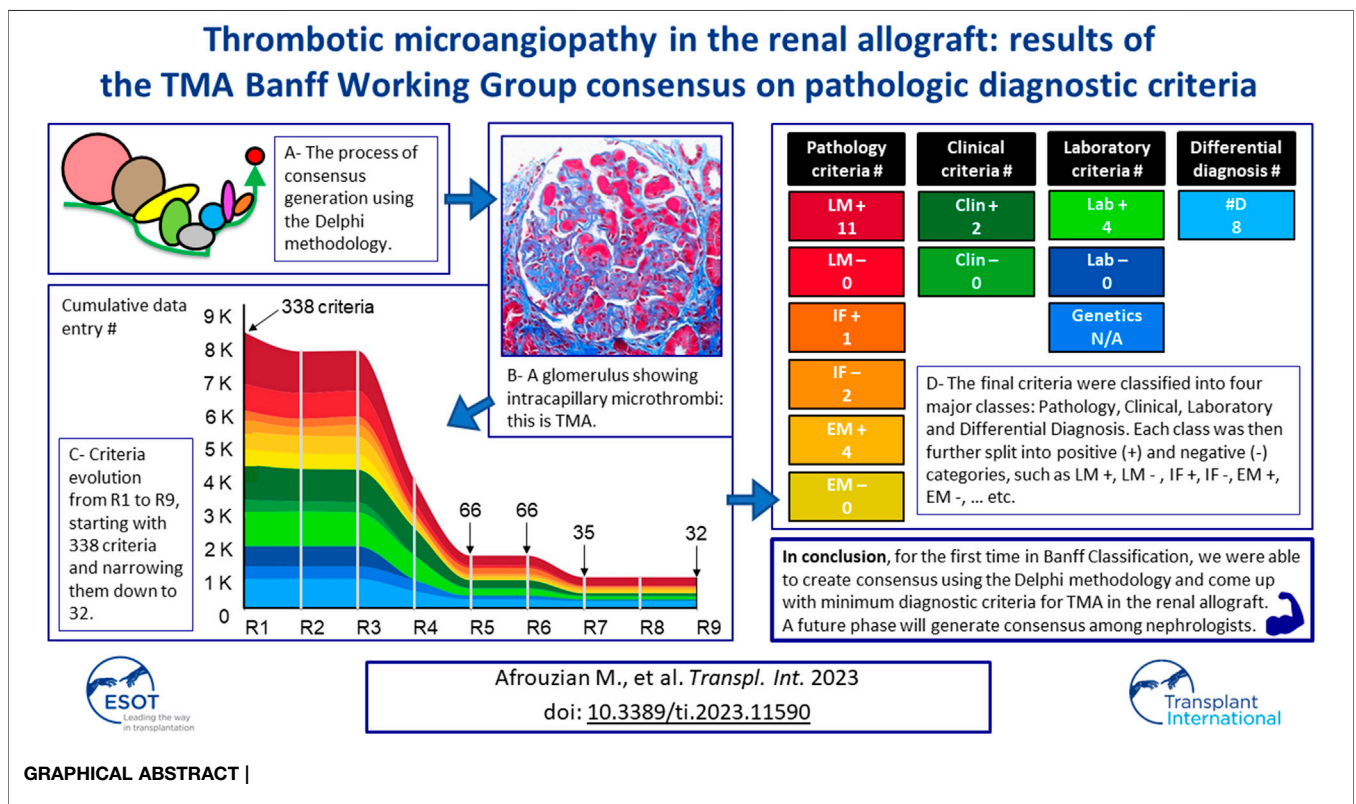 Thrombotic microangiopathy in the renal allograft: results of
the TMA Banff Working Group consensus on pathologic diagnostic criteria
A- The process of
consensus
generation using
the Delphi
methodology.
B- A glomerulus showing
intracapillary microthrombi:
this is TMA.
Cumulative data
entry #
338 criteria
9 K
8 K
7 K
6 K
5 K
4 K
3 K
2 K
1 K
0
C- Criteria
evolution
from R1 to R9,
starting with
338 criteria
and narrowing
them down to
32.
66
66
35
32
R1 R2 R3 R4 R5 R6 R7 R8 R9
Pathology
criteria #
LM +
11
LM –
0
IF +
1
IF –
2
EM +
4
EM –
0
Clinical
criteria #
Clin +
2
Clin –
0
Laboratory
criteria #
Lab +
4
Lab –
0
Genetics
N/A
Differential
diagnosis #
#D
8
D- The final criteria were classified into four
major classes: Pathology, Clinical, Laboratory
and Differential Diagnosis. Each class was then
further split into positive (+) and negative (-)
categories, such as LM +, LM - , IF +, IF -, EM +,
EM -, ... etc.
In conclusion, for the first time in Banff Classification, we were able
to create consensus using the Delphi methodology and come up
with minimum diagnostic criteria for TMA in the renal allograft.
A future phase will generate consensus among nephrologists.
ESOT
Leading the way
in transplantation
Afrouzian M., et al. Transpl. Int. 2023
doi: 10.3389/ti.2023.11590
Transplant
International
GRAPHICAL ABSTRACT |